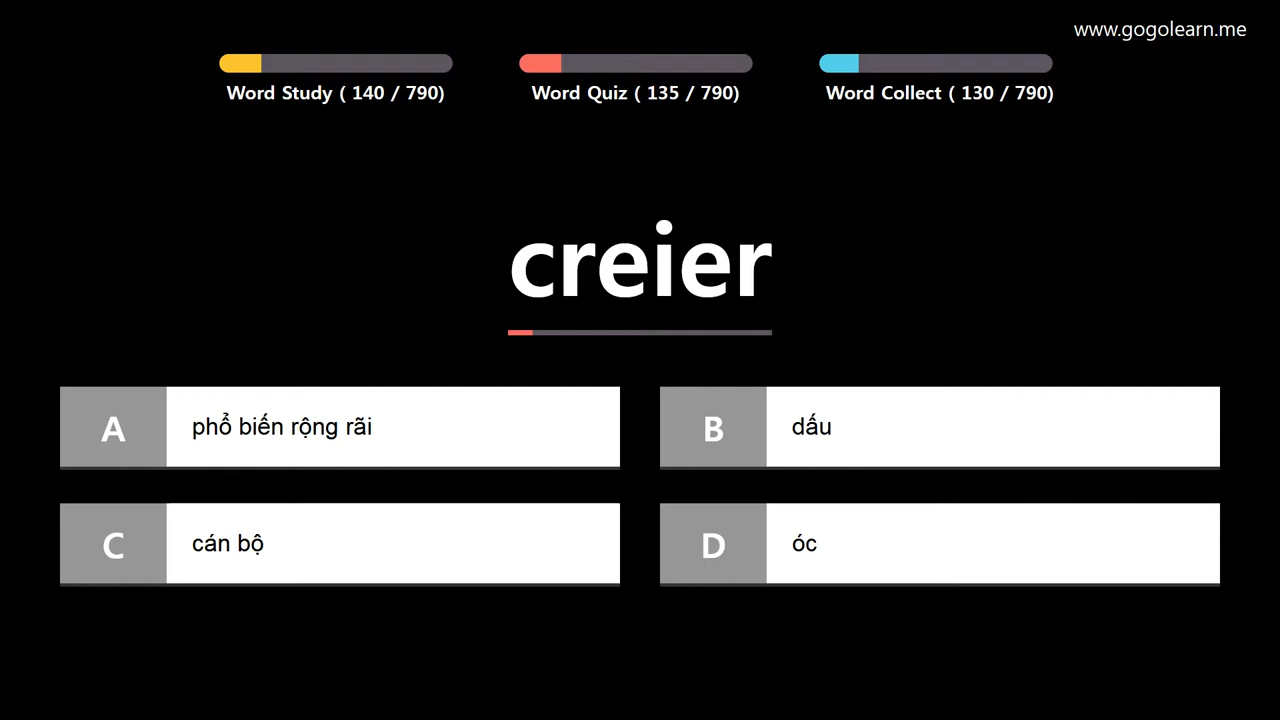 www.gogolearn.me
Word Study ( 140 / 790)
Word Quiz ( 135 / 790)
Word Collect ( 130 / 790)
creier
A phổ biến rộng rãi
B dấu
C cán bộ
D óc